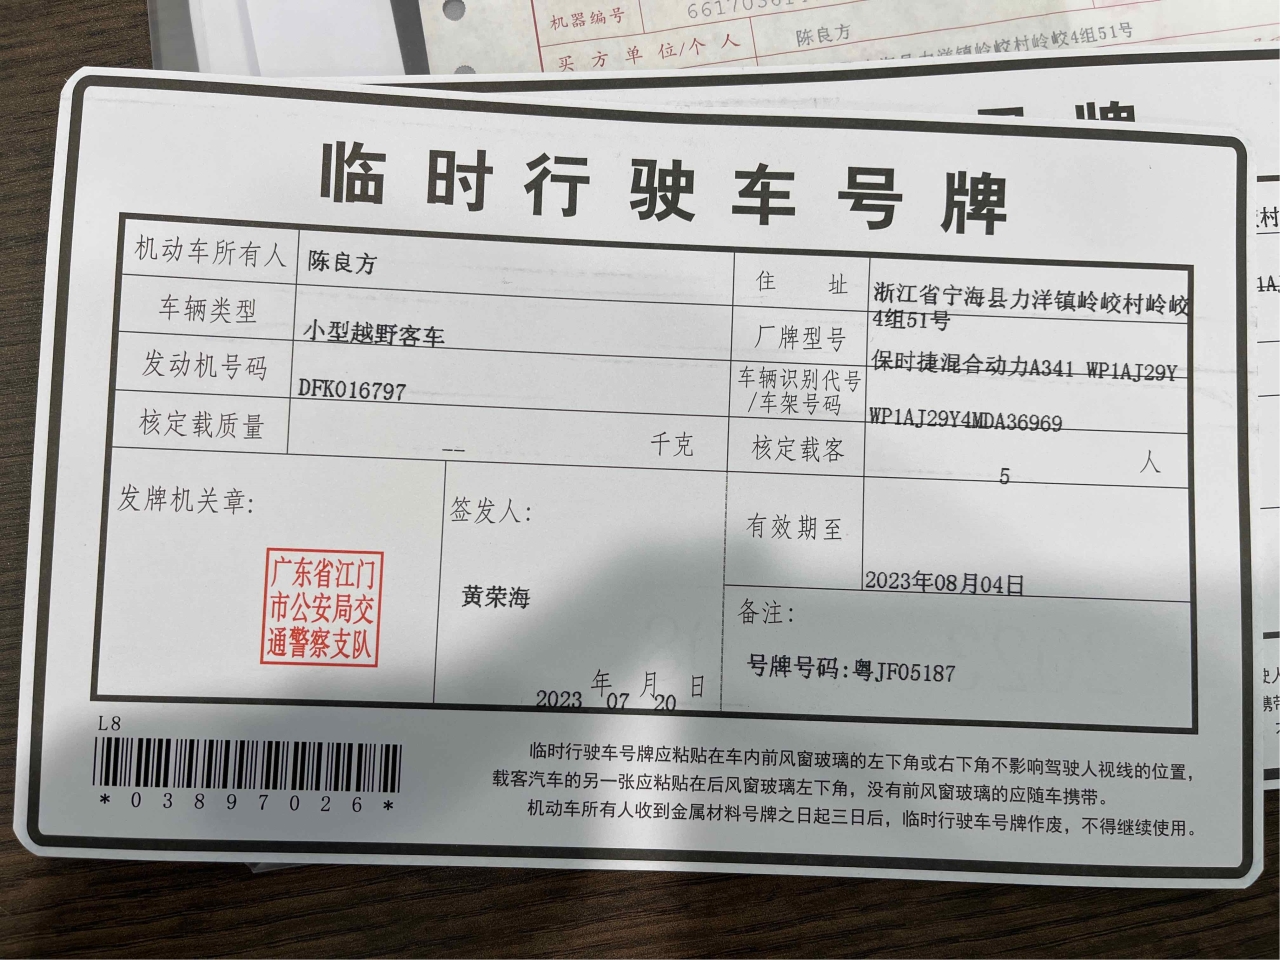 机器编号
买方单位/个人 陈良方
临时行驶车号牌
机动车所有人 陈良方
住 址 浙江省宁海县力洋镇岭峧村岭峧
4组51号
车辆类型 小型越野客车
厂牌型号 保时捷混合动力A341 WP1AJ29Y
发动机号码 DFK016797
车辆识别代号
/车架号码 WP1AJ29Y4MDA36969
核定载质量 -- 千克
核定载客 5 人
发牌机关章:
广东省江门
市公安局交
通警察支队
签发人:
黄荣海
2023 年 07 月 20 日
有效期至 2023年08月04日
备注:
号牌号码:粤JF05187
L8
*03897026*
临时行驶车号牌应粘贴在车内前风窗玻璃的左下角或右下角不影响驾驶人视线的位置，
载客汽车的另一张应粘贴在后风窗玻璃左下角，没有前风窗玻璃的应随车携带。
机动车所有人收到金属材料号牌之日起三日后，临时行驶车号牌作废，不得继续使用。